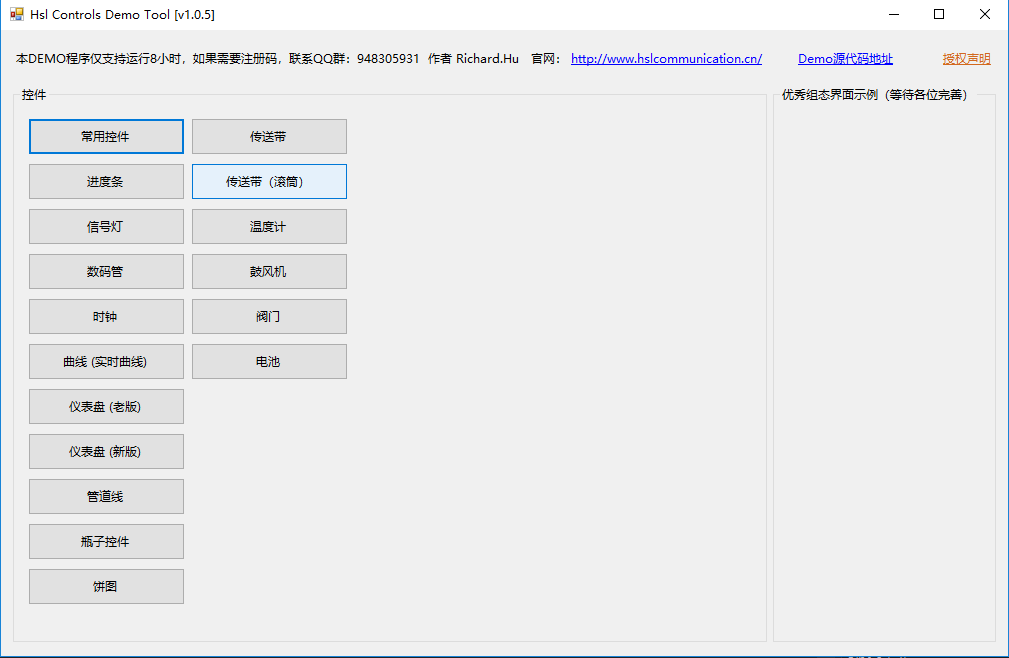 Hsl Controls Demo Tool [v1.0.5]
本DEMO程序仅支持运行8小时，如果需要注册码，联系QQ群：948305931 作者 Richard.Hu 官网： http://www.hslcommunication.cn/ Demo源代码地址 授权声明
控件
优秀组态界面示例（等待各位完善）
常用控件
传送带
进度条
传送带（滚筒）
信号灯
温度计
数码管
鼓风机
时钟
阀门
曲线 (实时曲线)
电池
仪表盘 (老版)
仪表盘 (新版)
管道线
瓶子控件
饼图